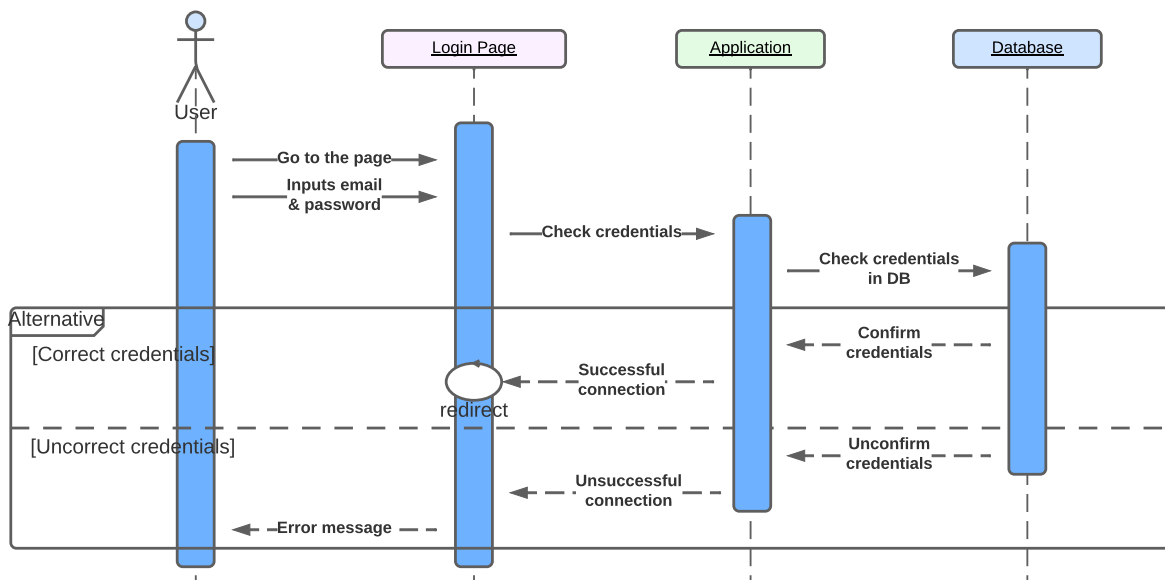 Login Page
Application
Database
User
Go to the page
Inputs email
& password
Check credentials
Check credentials
in DB
Alternative
[Correct credentials]
Confirm
credentials
Successful
connection
redirect
[Uncorrect credentials]
Unconfirm
credentials
Unsuccessful
connection
Error message